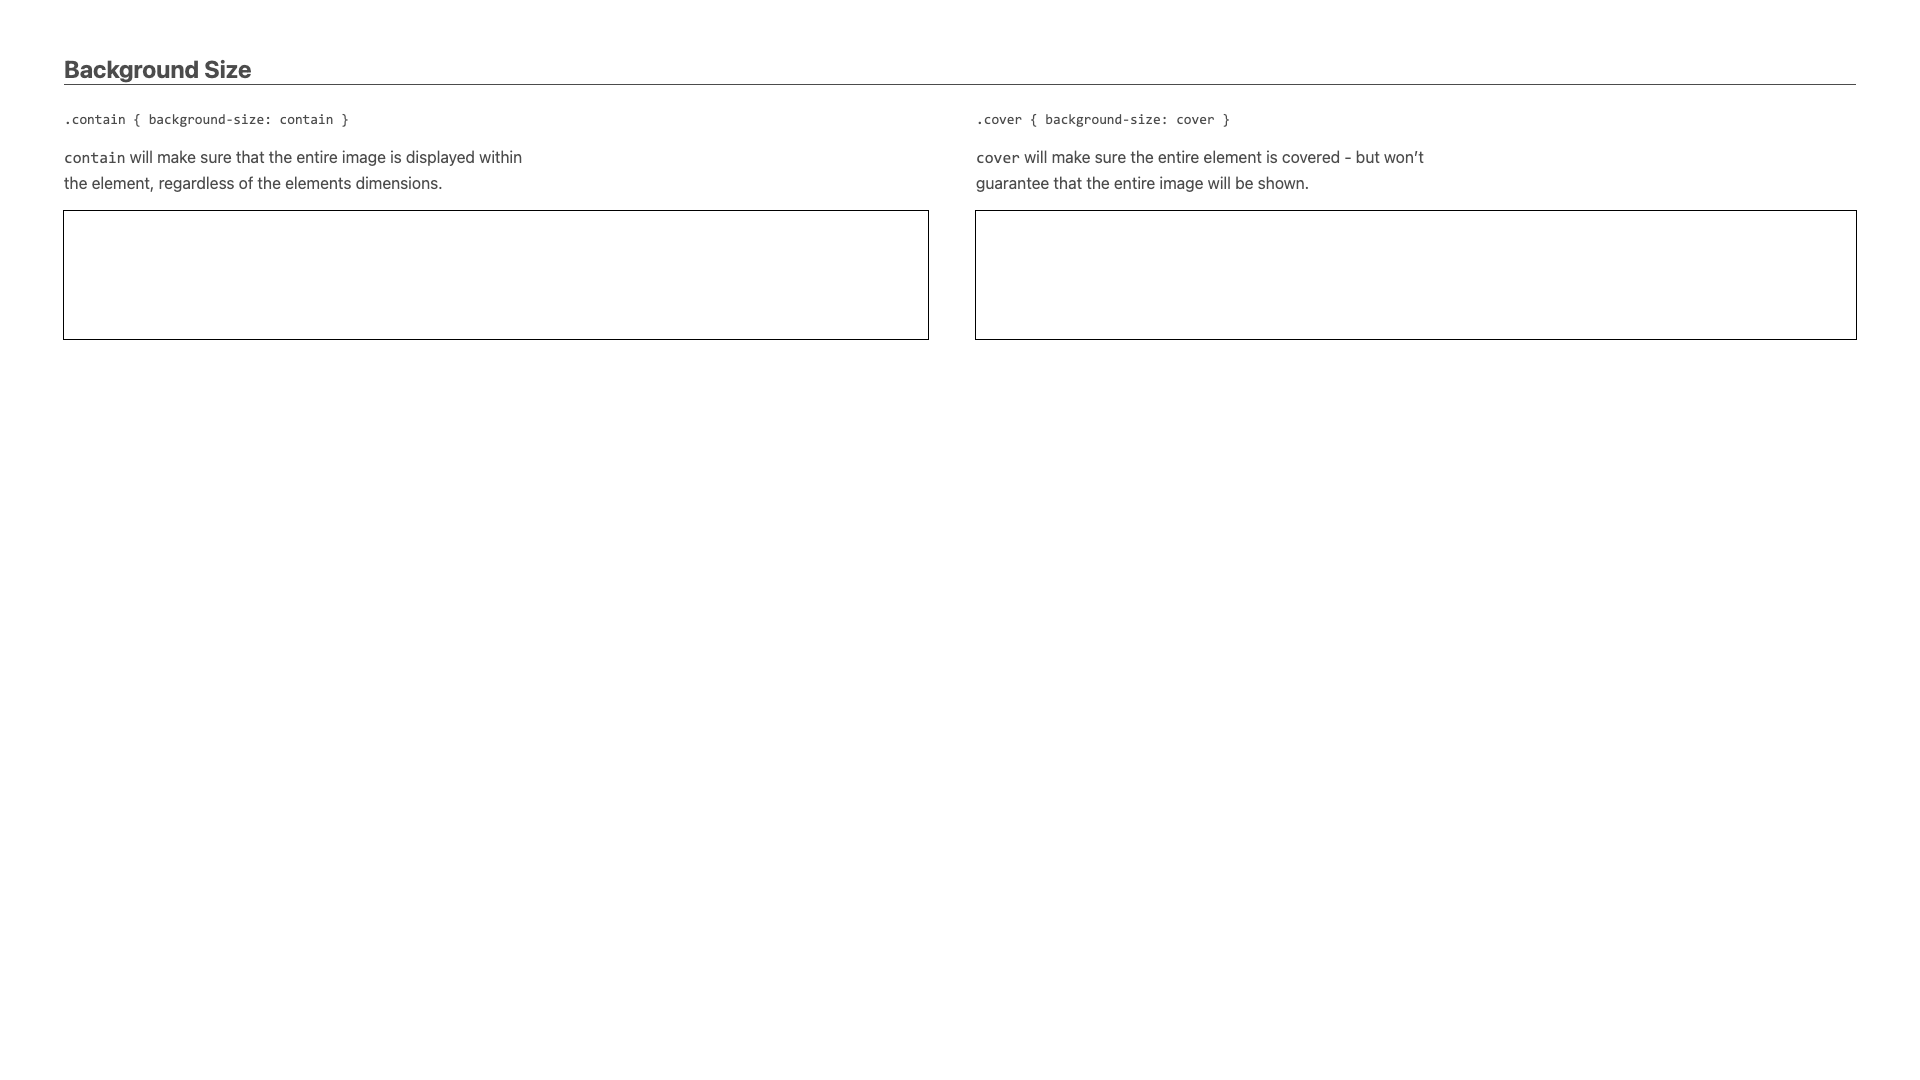 Background Size
.contain { background-size: contain }
contain will make sure that the entire image is displayed within
the element, regardless of the elements dimensions.
.cover { background-size: cover }
cover will make sure the entire element is covered - but won’t
guarantee that the entire image will be shown.